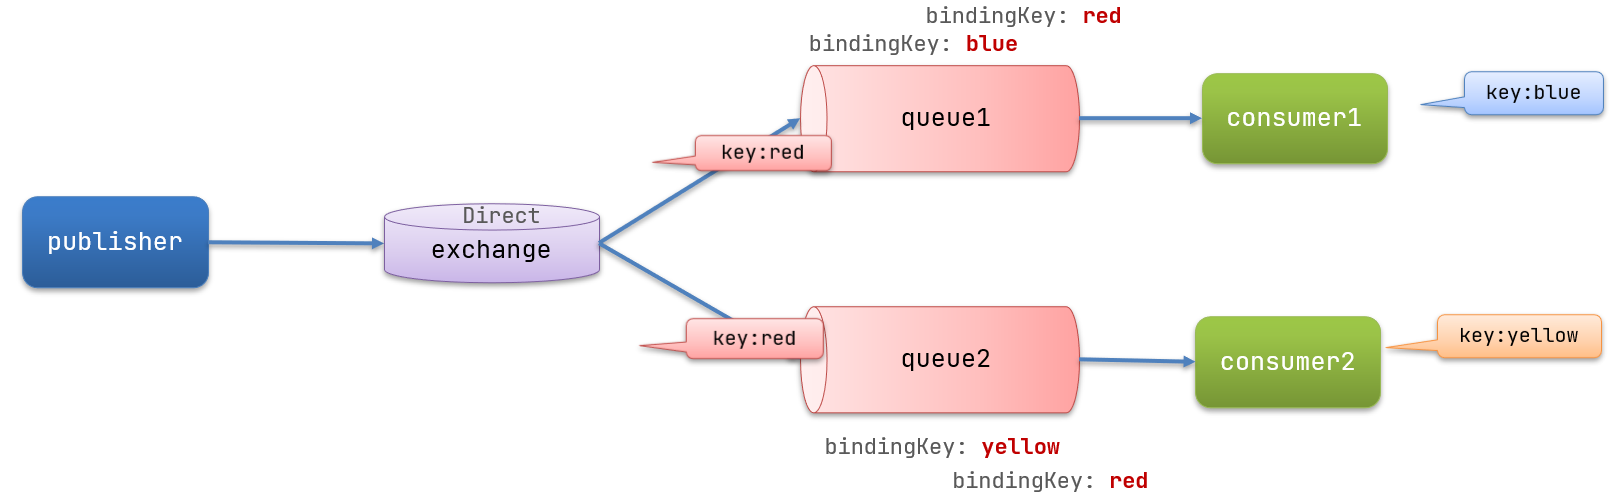 bindingKey: red
bindingKey: blue
queue1
consumer1
key:blue
key:red
publisher
Direct
exchange
key:red
queue2
consumer2
key:yellow
bindingKey: yellow
bindingKey: red